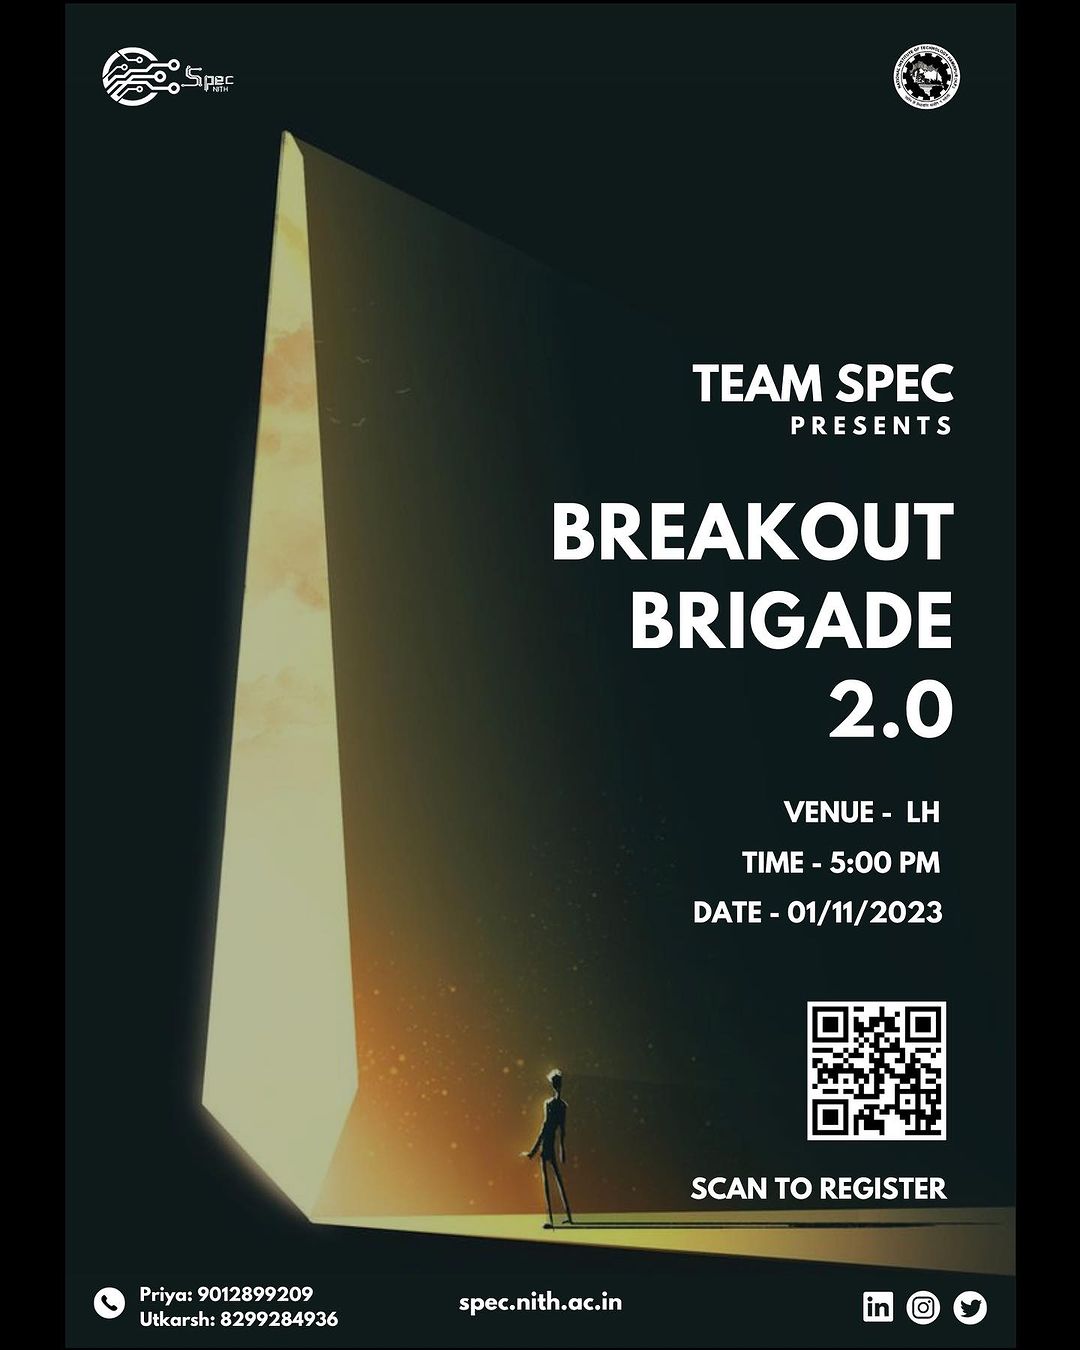 Spec
NITH
TEAM SPEC
PRESENTS
BREAKOUT
BRIGADE
2.0
VENUE - LH
TIME - 5:00 PM
DATE - 01/11/2023
SCAN TO REGISTER
Priya: 9012899209
Utkarsh: 8299284936
spec.nith.ac.in
in